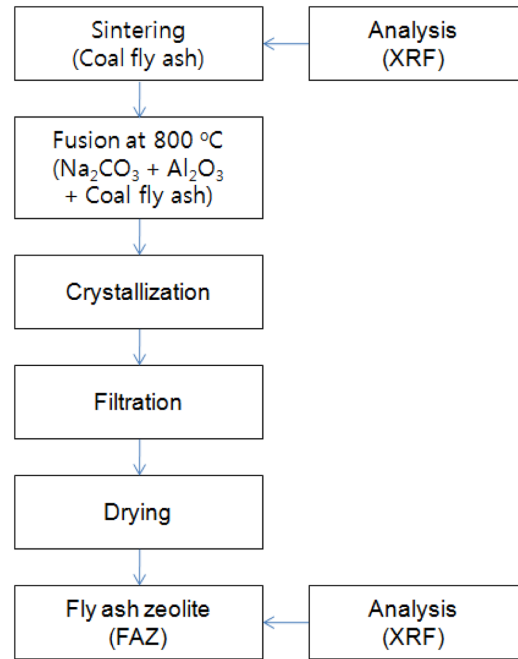 Sintering
(Coal fly ash)
Analysis
(XRF)
Fusion at 800 ºC
(Na₂CO₃ + Al₂O₃
+ Coal fly ash)
Crystallization
Filtration
Drying
Fly ash zeolite
(FAZ)
Analysis
(XRF)